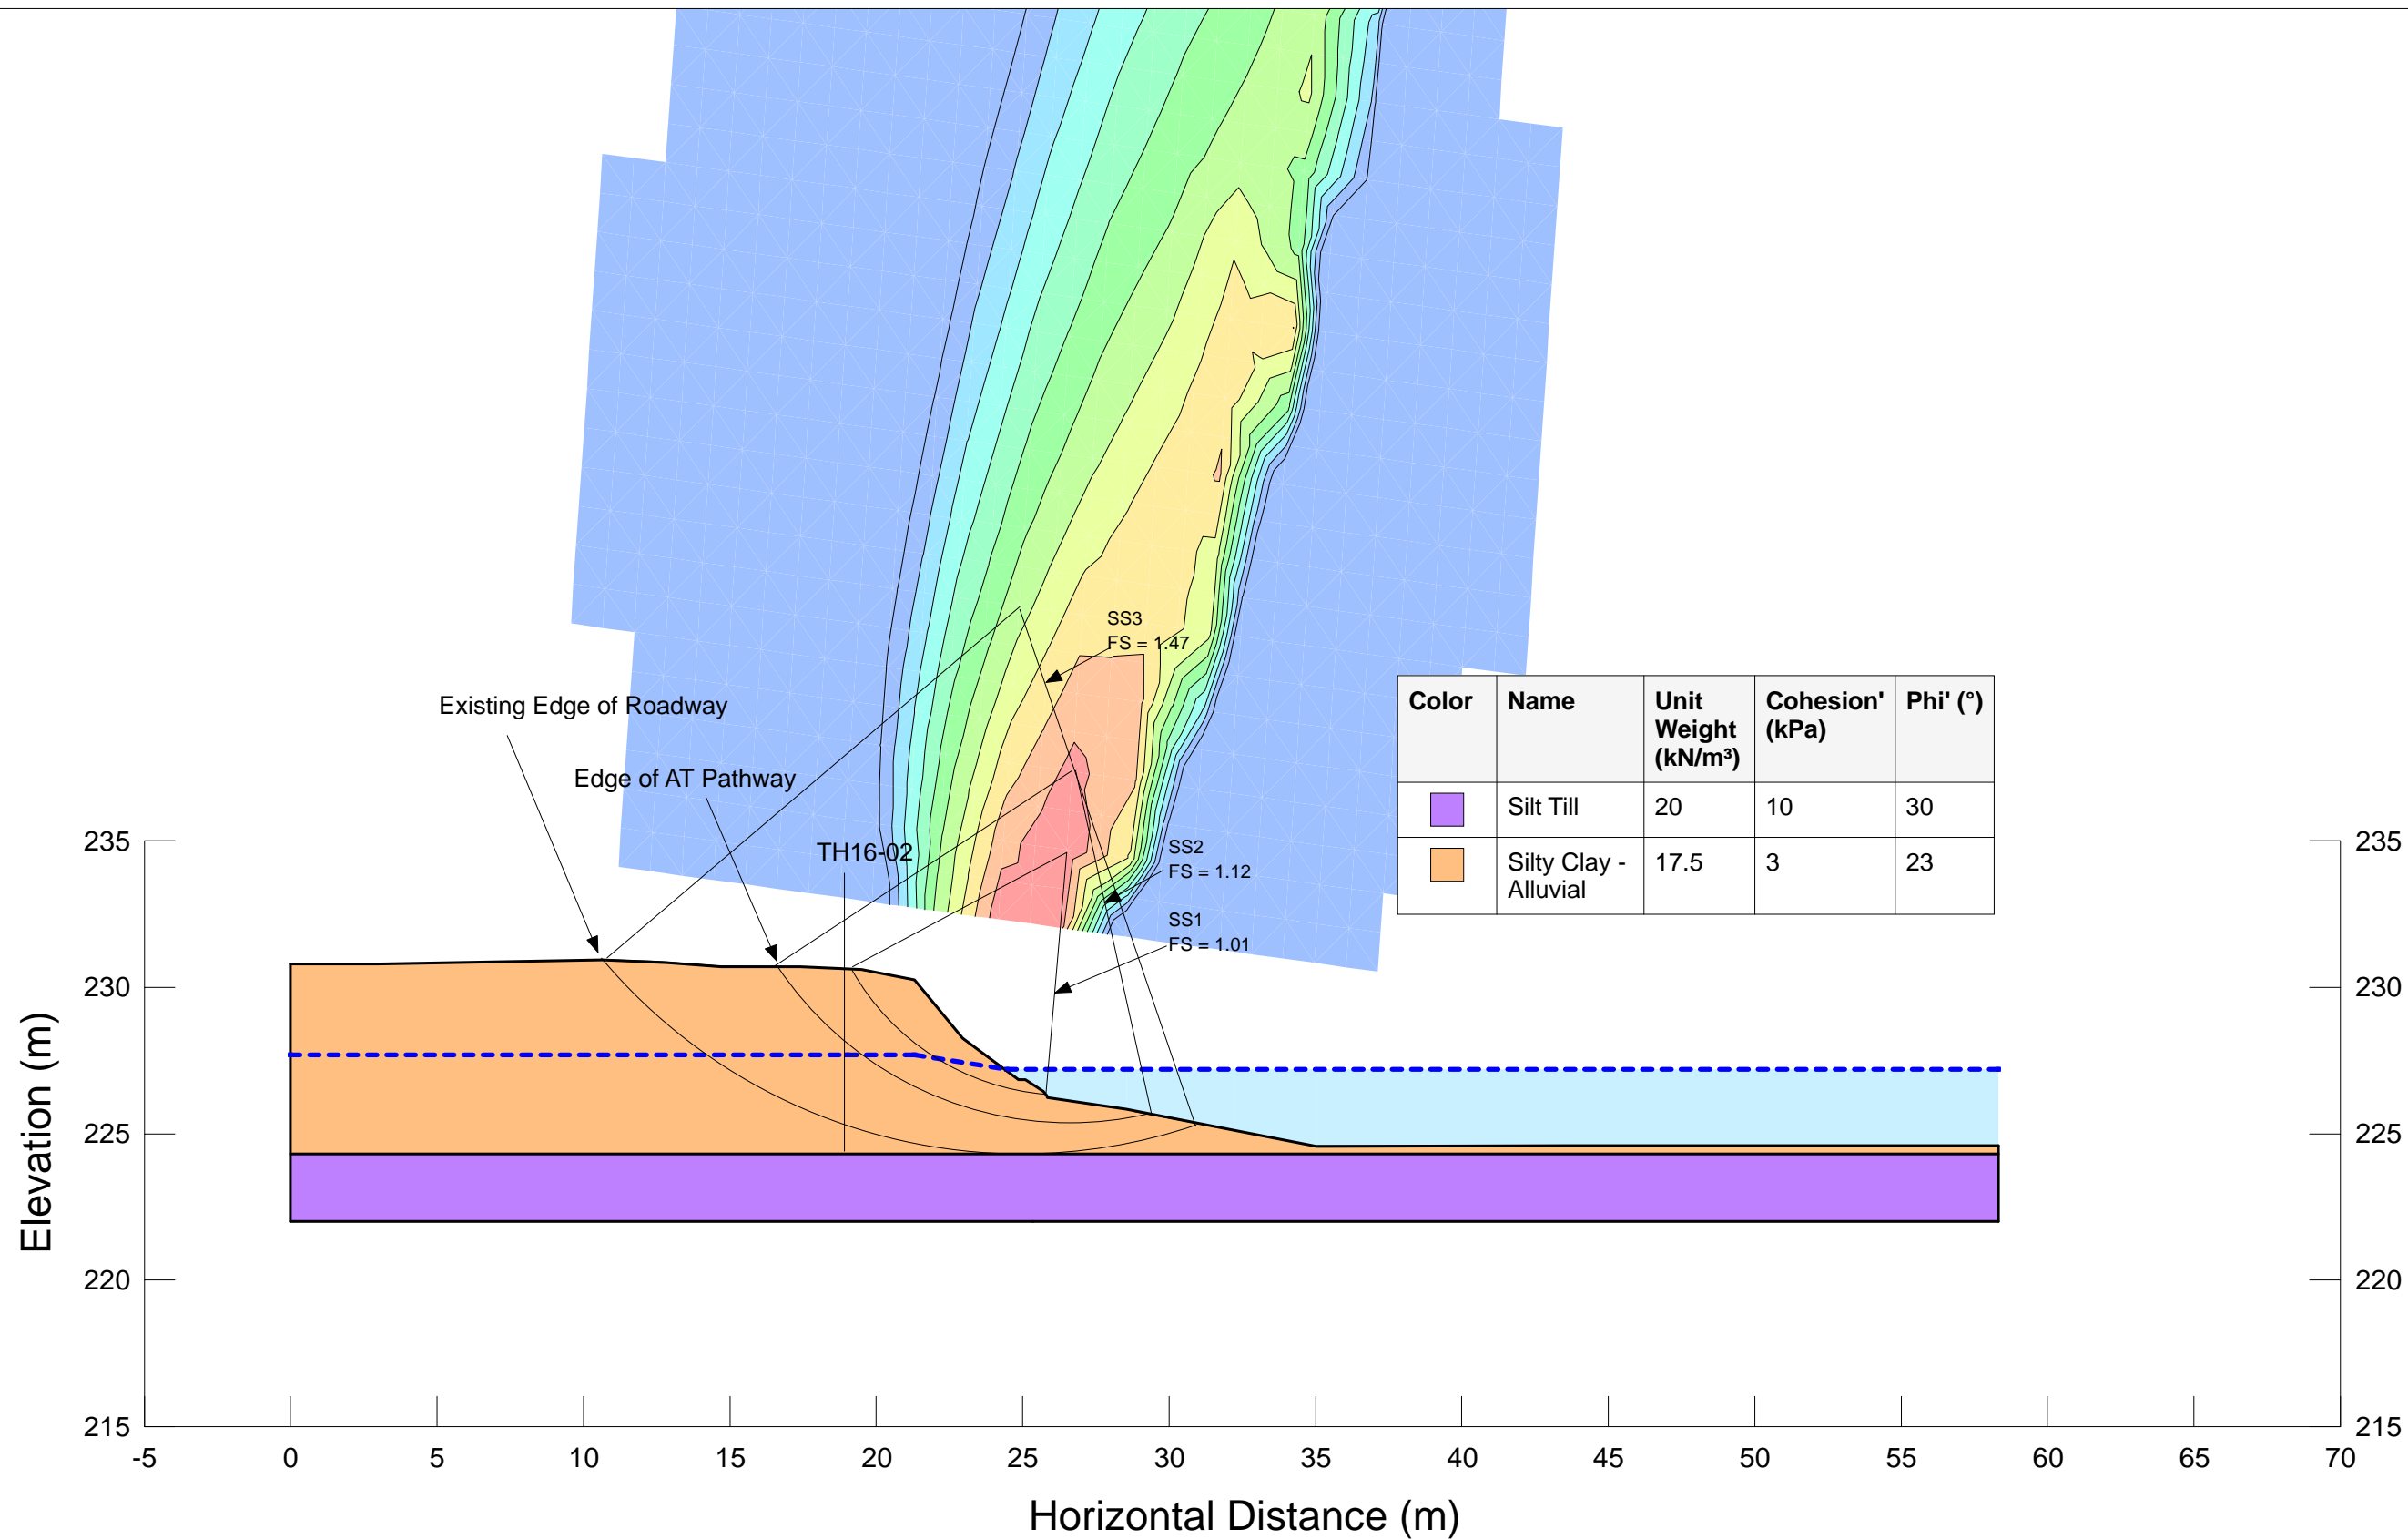 SS3
FS = 1.47
Existing Edge of Roadway
Edge of AT Pathway
TH16-02
SS2
FS = 1.12
SS1
FS = 1.01
Color Name Unit Weight (kN/m³) Cohesion' (kPa) Phi' (°)
Silt Till 20 10 30
Silty Clay - 17.5 3 23
Alluvial
Elevation (m)
235
230
225
220
215
235
230
225
220
215
-5 0 5 10 15 20 25 30 35 40 45 50 55 60 65 70
Horizontal Distance (m)